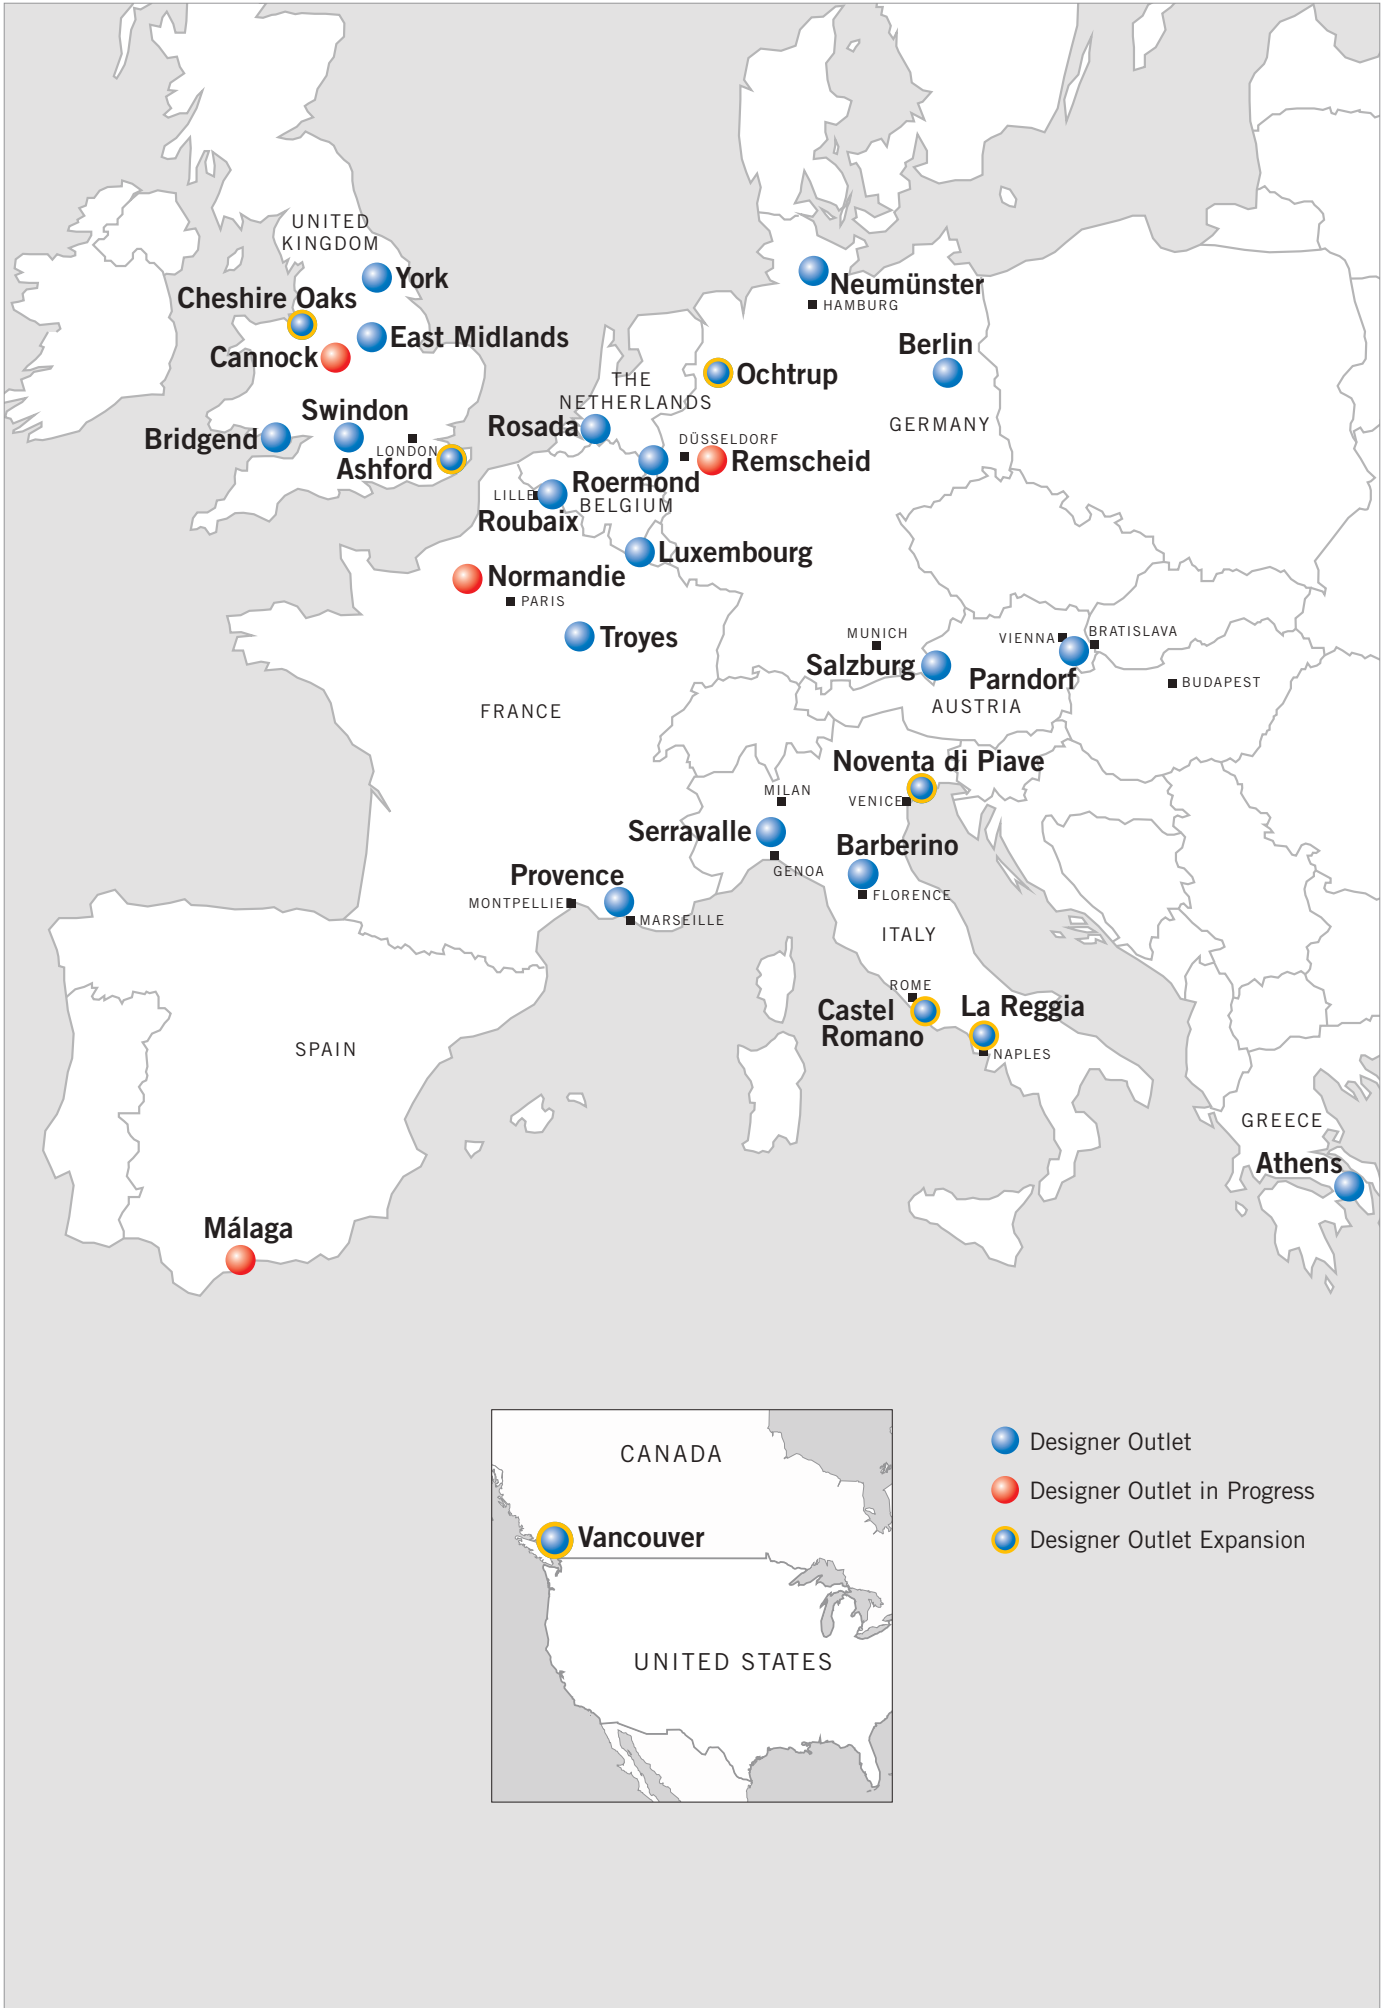 UNITED
KINGDOM
York
Cheshire Oaks
East Midlands
Cannock
Swindon
Bridgend
LONDON
Ashford
Neumünster
HAMBURG
Berlin
Ochtrup
THE
NETHERLANDS
GERMANY
Rosada
DÜSSELDORF
Remscheid
Roermond
LILLE
BELGIUM
Roubaix
Luxembourg
Normandie
PARIS
Troyes
MUNICH
VIENNA
BRATISLAVA
Salzburg
Parndorf
BUDAPEST
AUSTRIA
FRANCE
Noventa di Piave
MILAN
VENICE
Serravalle
Barberino
GENOA
Provence
FLORENCE
MONTPELLIER
MARSEILLE
ITALY
ROME
Castel
Romano
La Reggia
NAPLES
SPAIN
GREECE
Athens
Málaga
CANADA
Vancouver
UNITED STATES
Designer Outlet
Designer Outlet in Progress
Designer Outlet Expansion